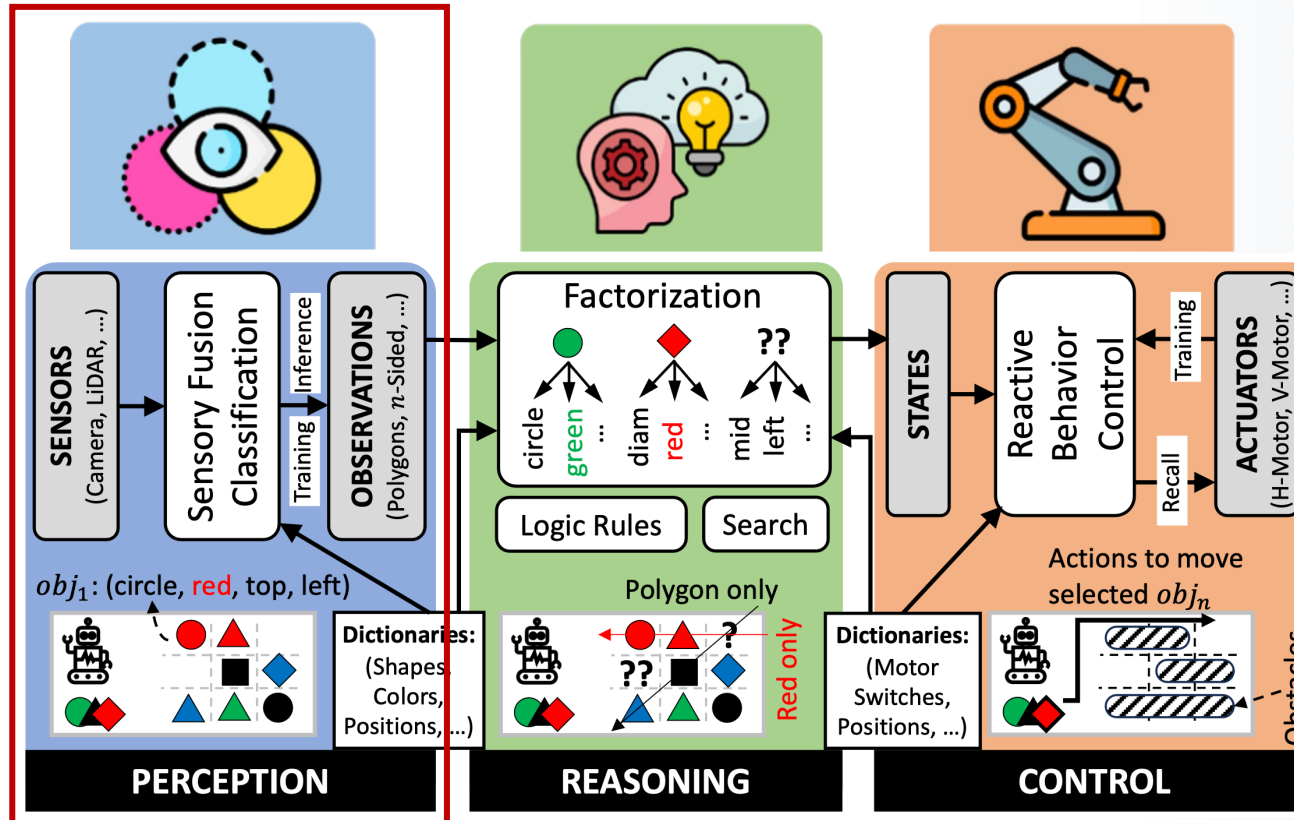 SENSORS
(Camera, LiDAR, ...)
Sensory Fusion
Classification
Inference
Training
OBSERVATIONS
(Polygons, n-Sided, ...)
obj₁: (circle, red, top, left)
Dictionaries:
(Shapes,
Colors,
Positions, ...)
PERCEPTION
Factorization
??
circle
green
...
diam
red
...
mid
left
...
Logic Rules
Search
Polygon only
?
??
Red only
REASONING
STATES
Reactive
Behavior
Control
Training
Recall
ACTUATORS
(H-Motor, V-Motor, ...)
Actions to move
selected objₙ
Obstacles
Dictionaries:
(Motor
Switches,
Positions, ...)
CONTROL